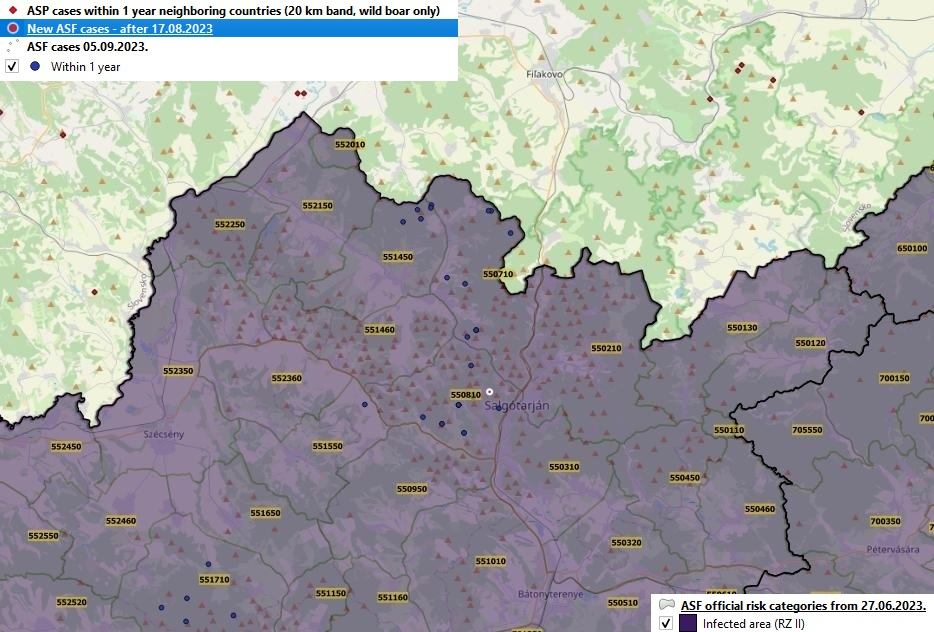 ASP cases within 1 year neighboring countries (20 km band, wild boar only)
New ASF cases - after 17.08.2023
ASF cases 05.09.2023.
Within 1 year
Fiľakovo
552010
552150
552250
Slovensko
650100
551450
550710
Slovensko
551460
550130
550120
550210
552350
552360
700150
550810
Salgótarján
Szécsény
550110
705550
552450
551550
550310
550450
550950
550460
551650
552460
700350
552550
550320
Pétervására
551010
551710
551150
551160
Bátonyterenye
552520
550510
ASF official risk categories from 27.06.2023.
Infected area (RZ II)